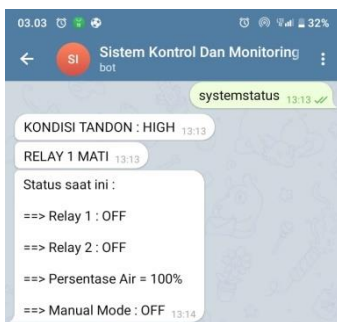 03.03 32%
SI Sistem Kontrol Dan Monitoring
bot
systemstatus 13:13
KONDISI TANDON : HIGH 13:13
RELAY 1 MATI 13:13
Status saat ini :
==> Relay 1 : OFF
==> Relay 2 : OFF
==> Persentase Air = 100%
==> Manual Mode : OFF 13:14